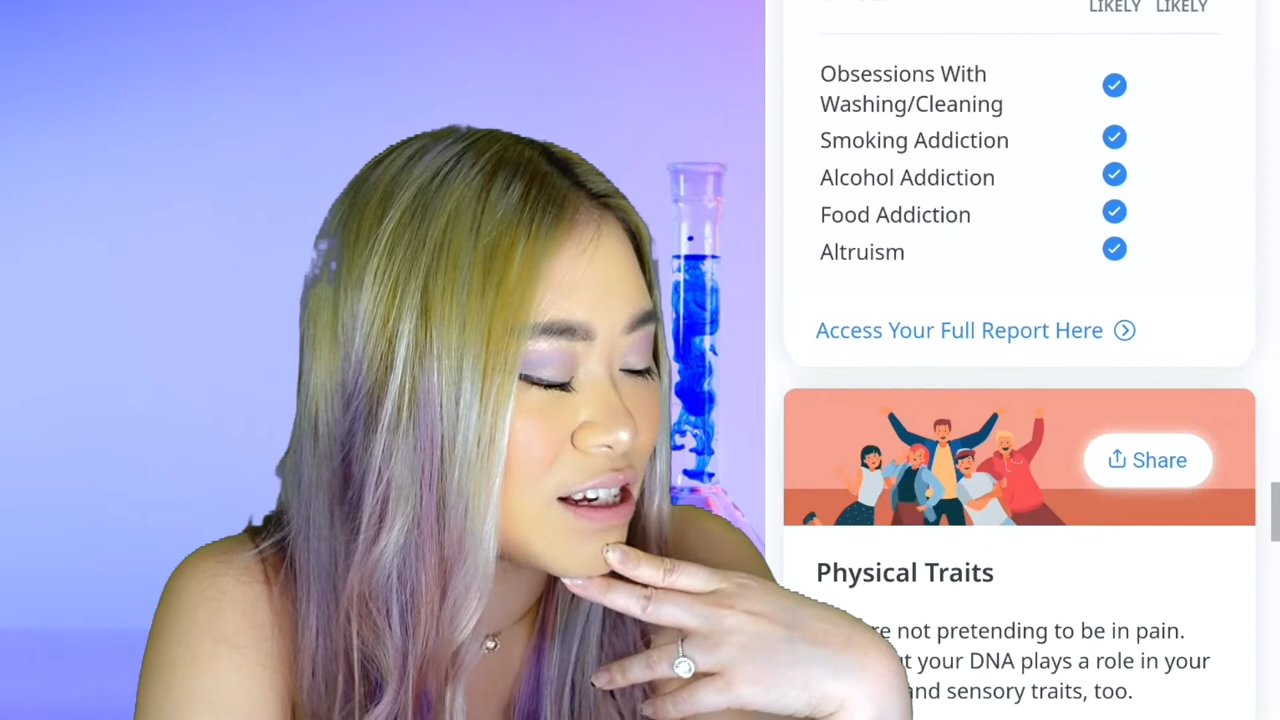 LIKELY LIKELY
Obsessions With
Washing/Cleaning
Smoking Addiction
Alcohol Addiction
Food Addiction
Altruism
Access Your Full Report Here
Share
Physical Traits
re not pretending to be in pain.
t your DNA plays a role in your
and sensory traits, too.